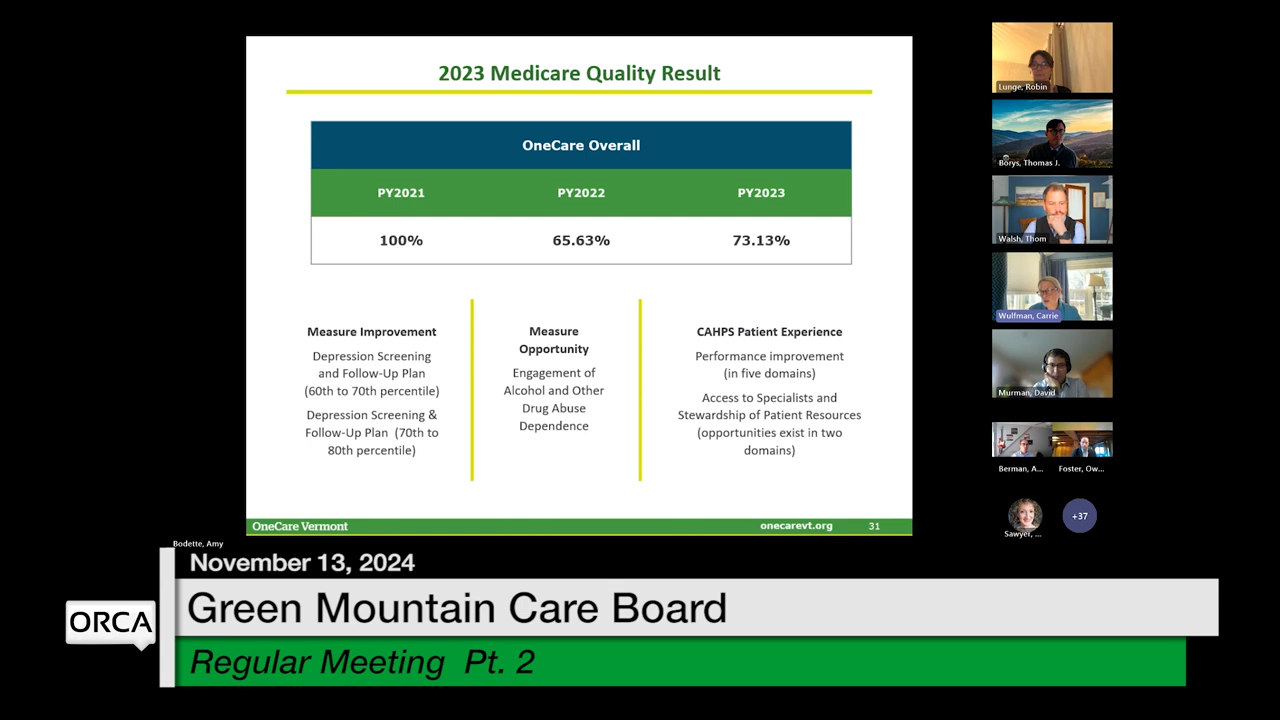 2023 Medicare Quality Result
OneCare Overall
PY2021 PY2022 PY2023
100% 65.63% 73.13%
Measure Improvement
Depression Screening
and Follow-Up Plan
(60th to 70th percentile)
Depression Screening &
Follow-Up Plan (70th to
80th percentile)
Measure
Opportunity
Engagement of
Alcohol and Other
Drug Abuse
Dependence
CAHPS Patient Experience
Performance improvement
(in five domains)
Access to Specialists and
Stewardship of Patient Resources
(opportunities exist in two
domains)
OneCare Vermont onecarevt.org 31
Lunge, Robin
Borys, Thomas J.
Walsh, Thom
Wulfman, Carrie
Murman, David
Berman, A... Foster, Ow...
+37
Sawyer, ...
Bodette, Amy
November 13, 2024
ORCA
Green Mountain Care Board
Regular Meeting Pt. 2